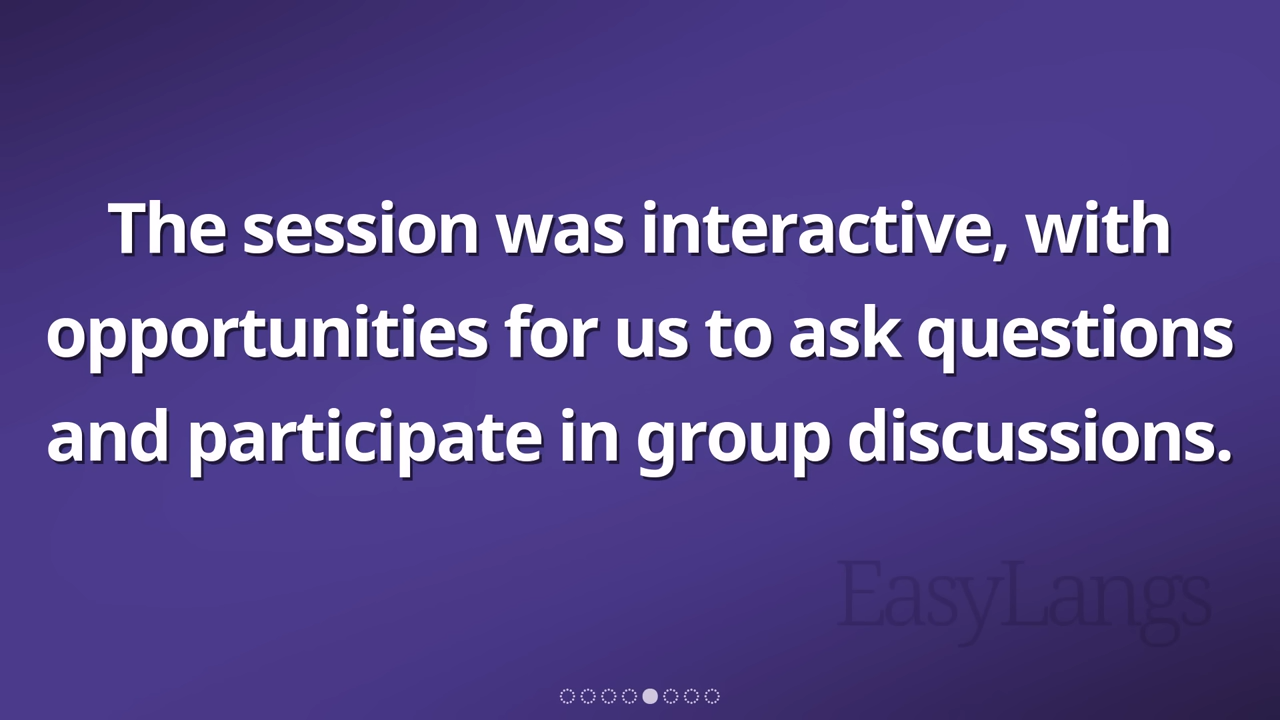 The session was interactive, with
opportunities for us to ask questions
and participate in group discussions.
EasyLangs